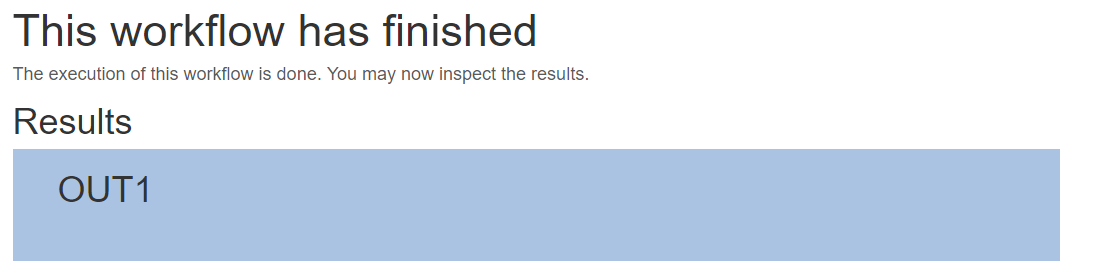 This workflow has finished
The execution of this workflow is done. You may now inspect the results.
Results
OUT1